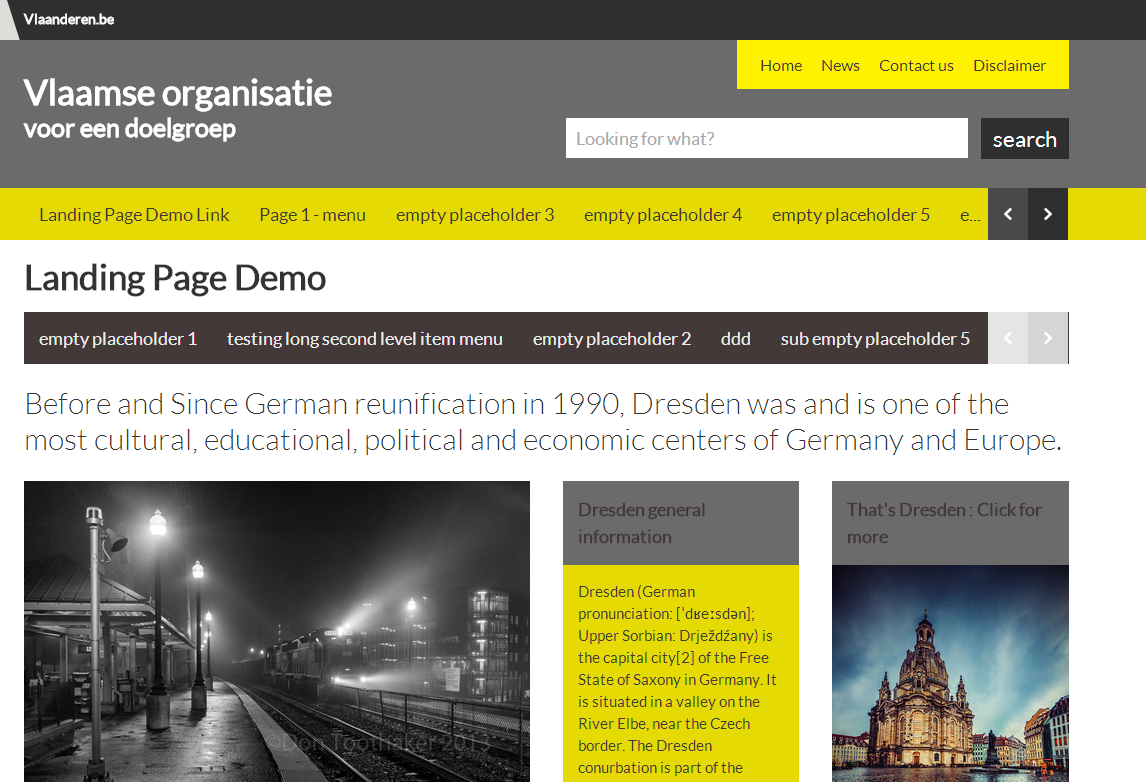 Vlaanderen.be
Home News Contact us Disclaimer
Vlaamse organisatie
voor een doelgroep
Looking for what?
search
Landing Page Demo Link Page 1 - menu empty placeholder 3 empty placeholder 4 empty placeholder 5 e...
Landing Page Demo
empty placeholder 1 testing long second level item menu empty placeholder 2 ddd sub empty placeholder 5
Before and Since German reunification in 1990, Dresden was and is one of the
most cultural, educational, political and economic centers of Germany and Europe.
©Don Toothaker 2013
Dresden general
information
Dresden (German
pronunciation: [ˈdʁeːsdən];
Upper Sorbian: Drježdźany) is
the capital city[2] of the Free
State of Saxony in Germany. It
is situated in a valley on the
River Elbe, near the Czech
border. The Dresden
conurbation is part of the
That's Dresden : Click for
more